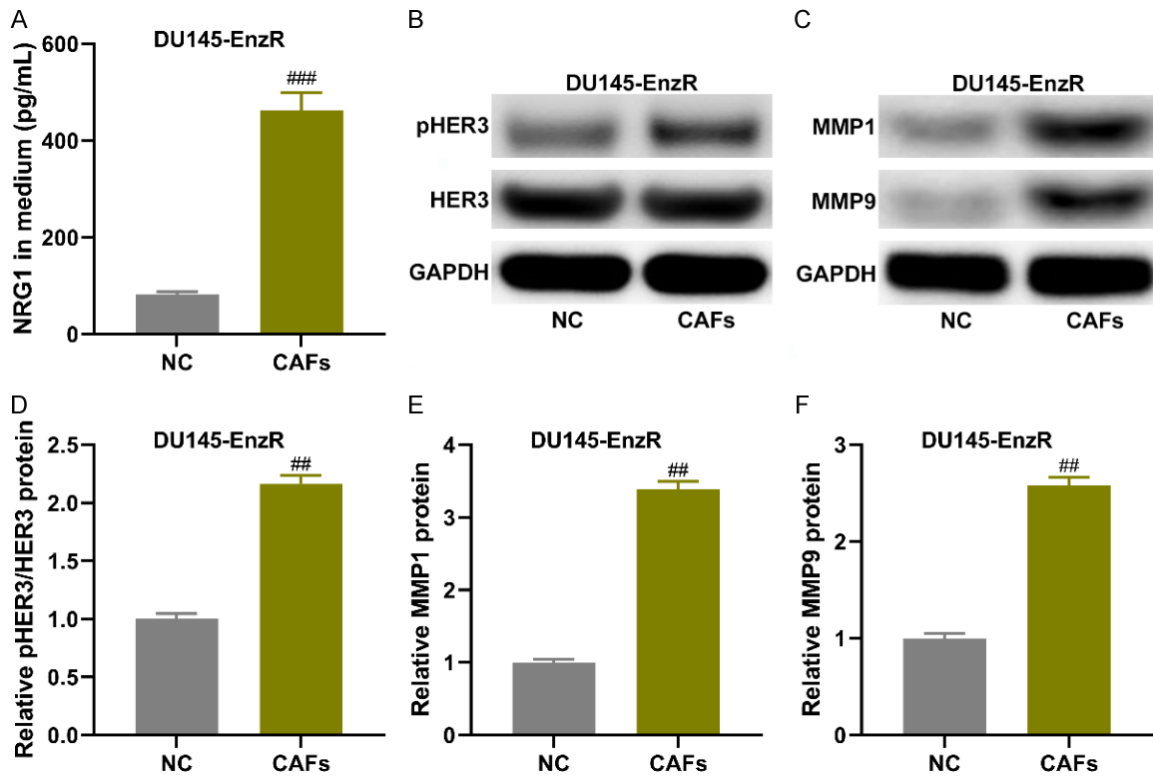 A
DU145-EnzR
NRG1 in medium (pg/mL)
600
400
200
0
###
NC
CAFs
B
DU145-EnzR
pHER3
HER3
GAPDH
NC
CAFs
C
DU145-EnzR
MMP1
MMP9
GAPDH
NC
CAFs
D
DU145-EnzR
Relative pHER3/HER3 protein
2.5
2.0
1.5
1.0
0.5
0.0
##
NC
CAFs
E
DU145-EnzR
Relative MMP1 protein
4
3
2
1
0
##
NC
CAFs
F
DU145-EnzR
Relative MMP9 protein
3
2
1
0
##
NC
CAFs